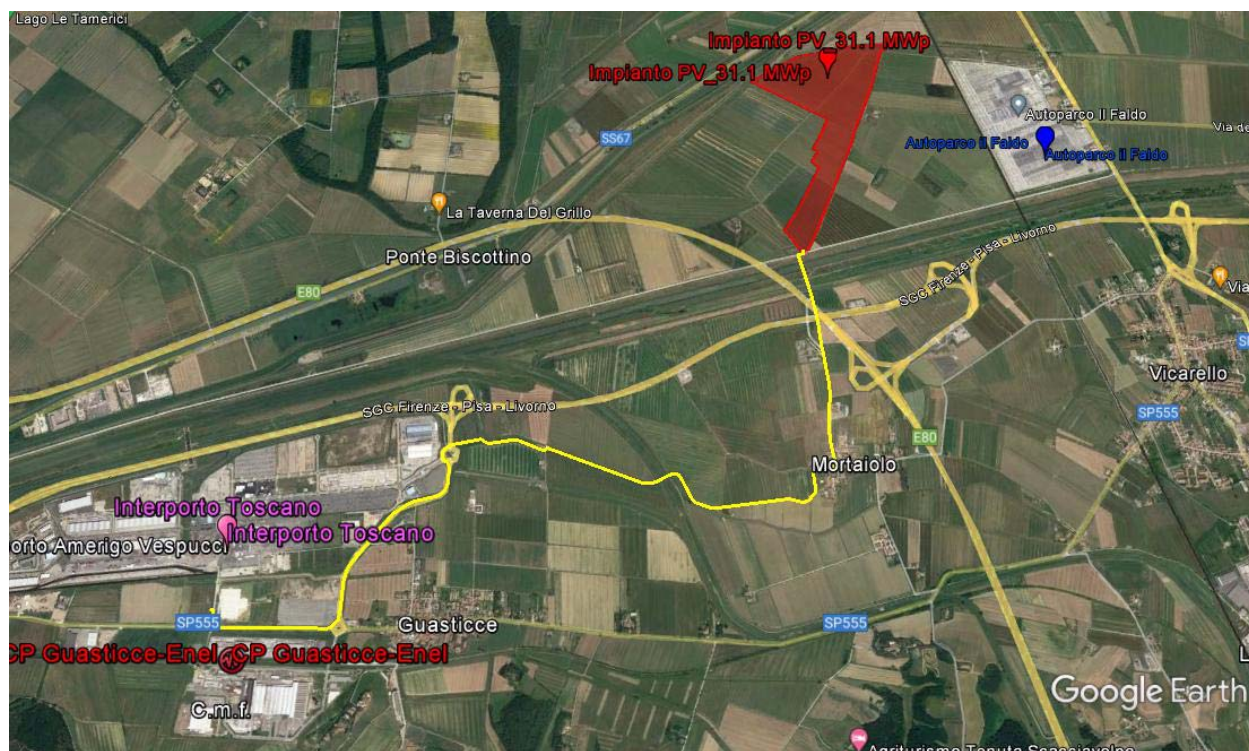 Lago Le Tamerici
Impianto PV_31.1 MWp
Impianto PV_31.1 MWp
Autoparco Il Faldo
Autoparco il Faldo
Autoparco il Faldo
Via de
SS67
La Taverna Del Grillo
Ponte Biscottino
E80
SGC Firenze - Pisa - Livorno
Via
Vicarello
SP555
SGC Firenze - Pisa - Livorno
E80
Mortaiolo
Interporto Toscano
Interporto Toscano
orto Amerigo Vespucci
SP555
Guasticce
SP555
CP Guasticce-Enel
CP Guasticce-Enel
C.m.f.
Google Earth